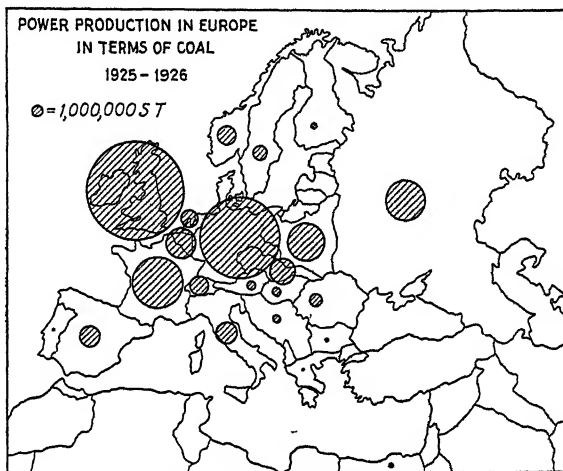 POWER PRODUCTION IN EUROPE
IN TERMS OF COAL
1925-1926
= 1,000,000 S T